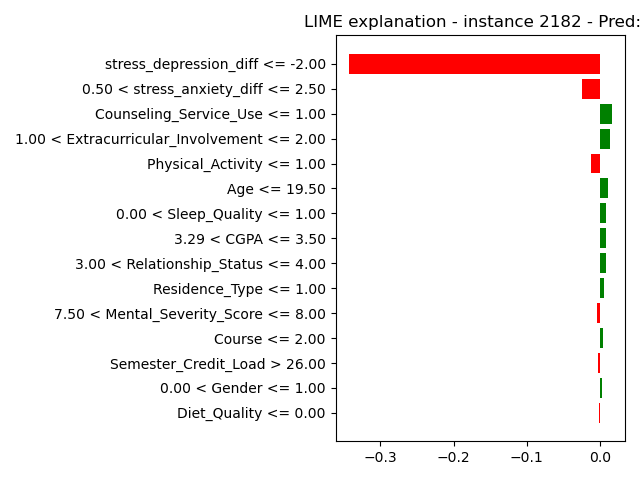 LIME explanation - instance 2182 - Pred:
stress_depression_diff <= -2.00
0.50 < stress_anxiety_diff <= 2.50
Counseling_Service_Use <= 1.00
1.00 < Extracurricular_Involvement <= 2.00
Physical_Activity <= 1.00
Age <= 19.50
0.00 < Sleep_Quality <= 1.00
3.29 < CGPA <= 3.50
3.00 < Relationship_Status <= 4.00
Residence_Type <= 1.00
7.50 < Mental_Severity_Score <= 8.00
Course <= 2.00
Semester_Credit_Load > 26.00
0.00 < Gender <= 1.00
Diet_Quality <= 0.00
−0.3 −0.2 −0.1 0.0